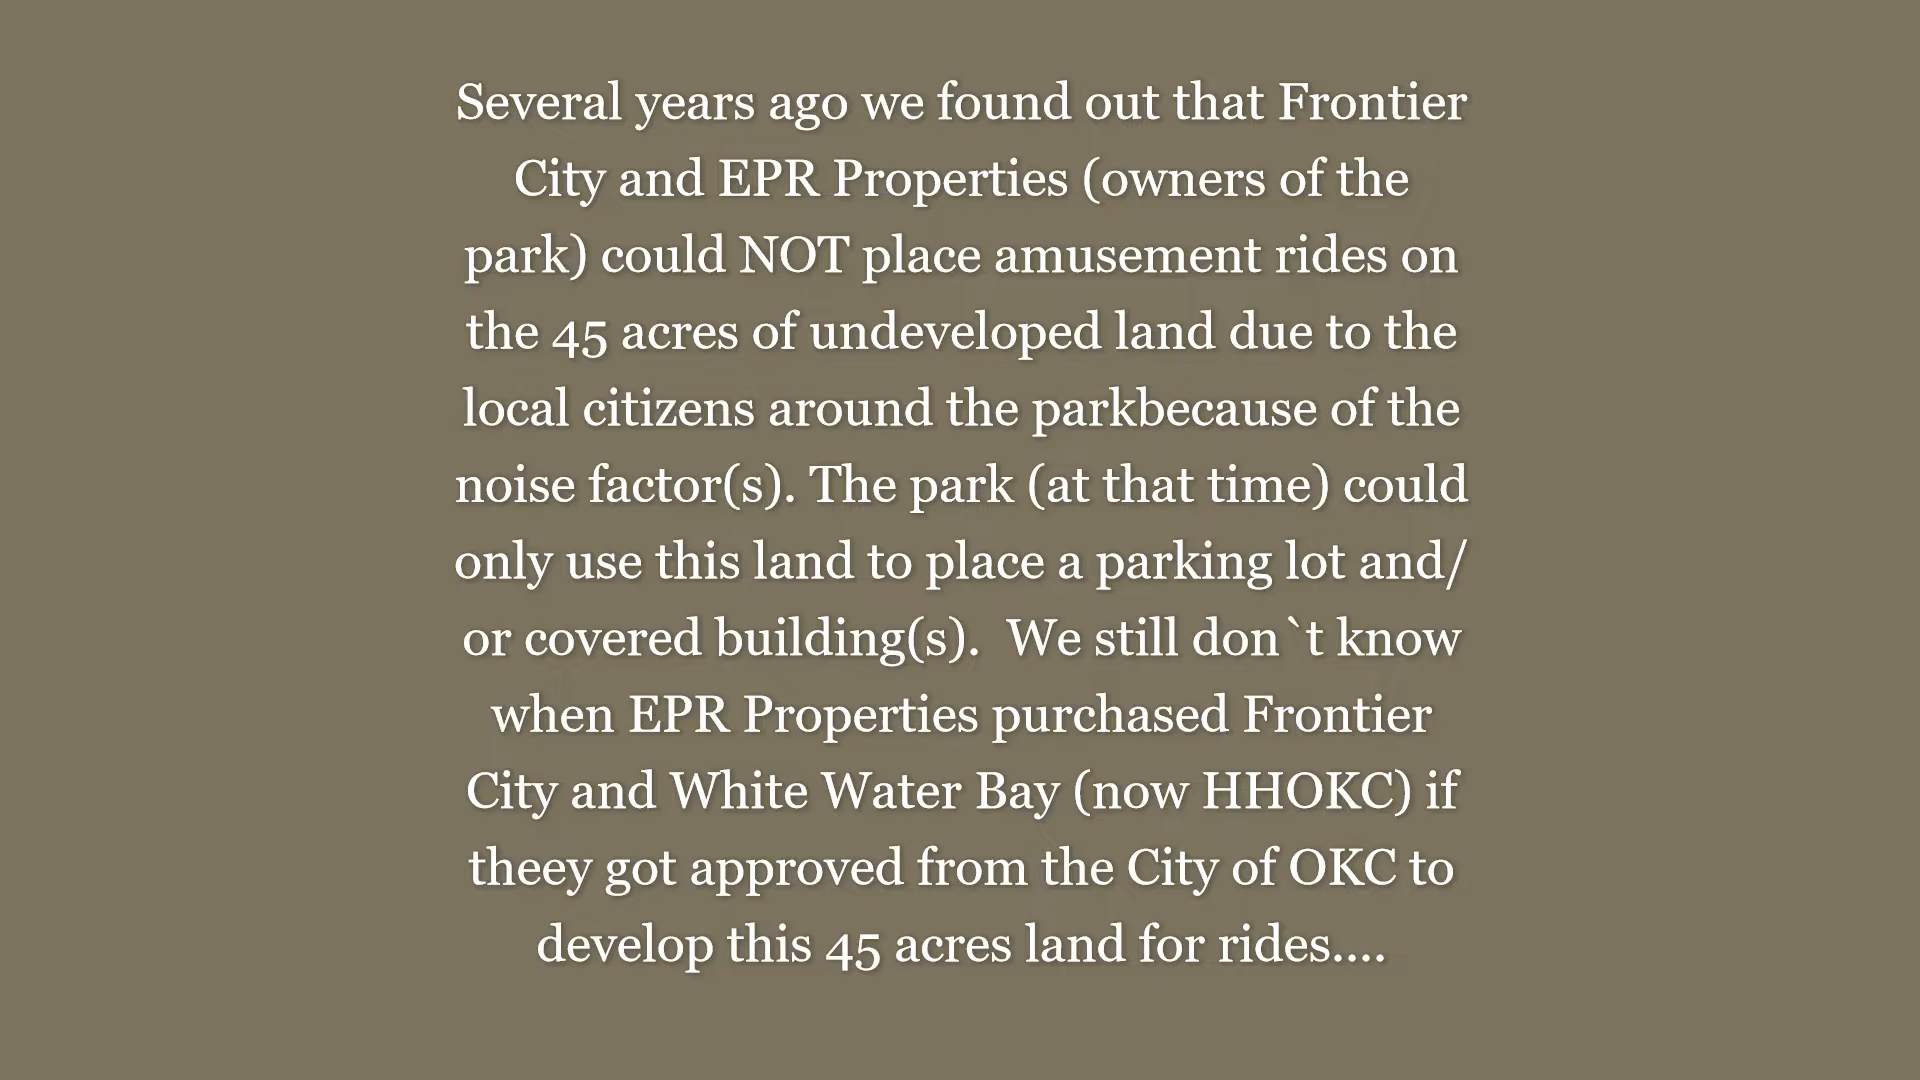 Several years ago we found out that Frontier
City and EPR Properties (owners of the
park) could NOT place amusement rides on
the 45 acres of undeveloped land due to the
local citizens around the parkbecause of the
noise factor(s). The park (at that time) could
only use this land to place a parking lot and/
or covered building(s).  We still don`t know
when EPR Properties purchased Frontier
City and White Water Bay (now HHOKC) if
theey got approved from the City of OKC to
develop this 45 acres land for rides....